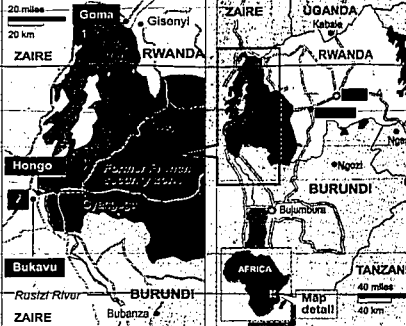 20 miles
20 km
Goma
Gisonyi
ZAIRE
RWANDA
Hongo
Bukavu
Rusizi River
ZAIRE
BURUNDI
Bubanza
ZAIRE
UGANDA
Kabale
RWANDA
Ngozi
BURUNDI
Bujumbura
AFRICA
TANZAN
Map
detail
40 miles
40 km